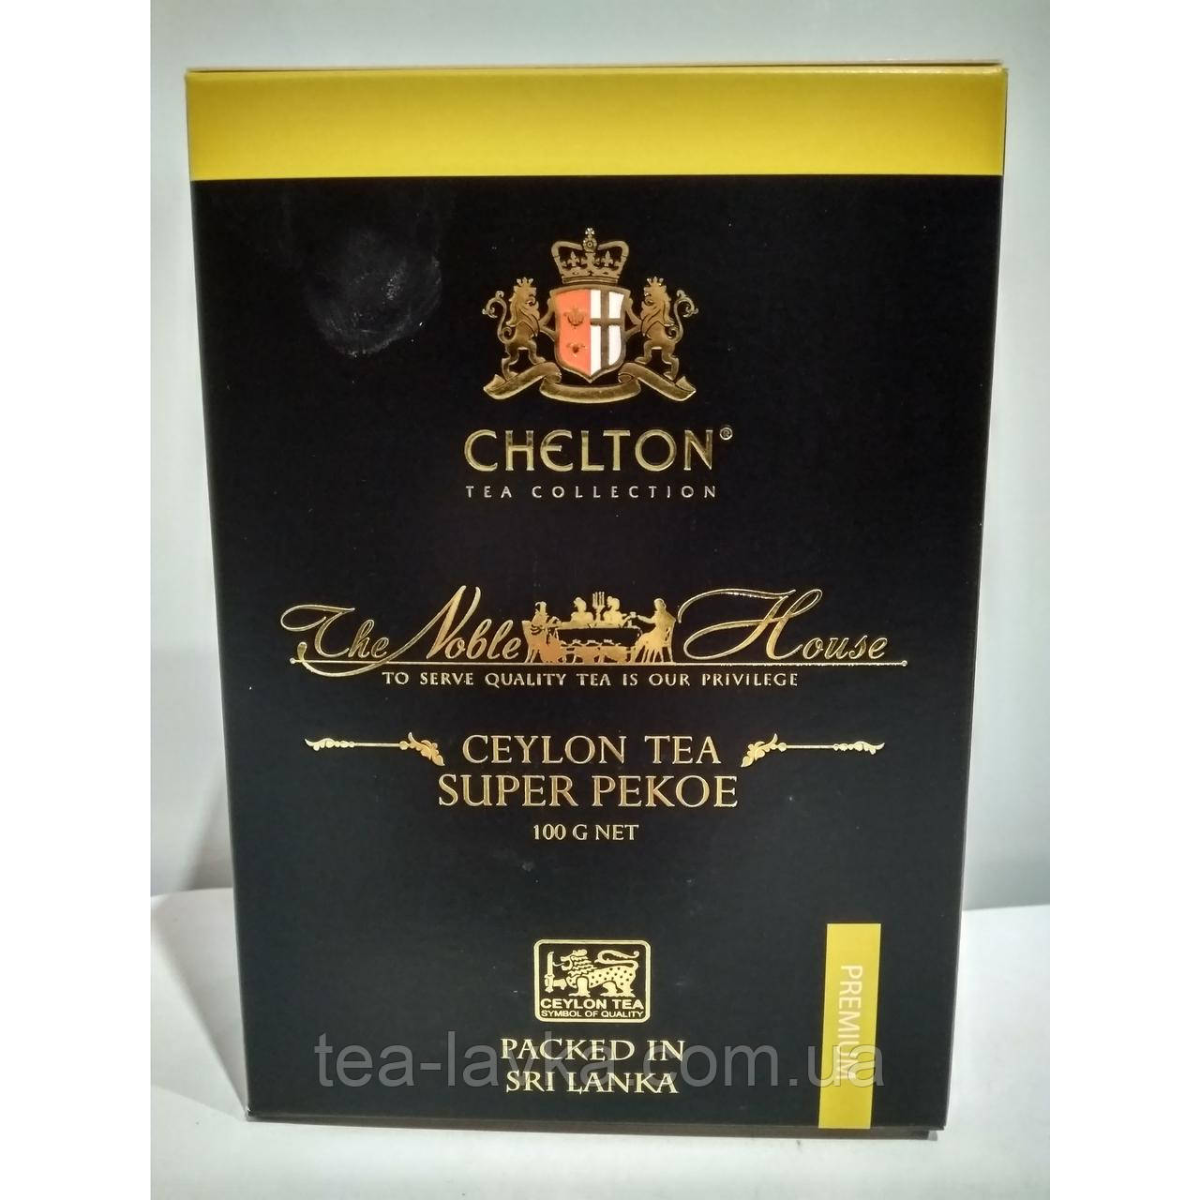 CHELTON®
TEA COLLECTION
The Noble House
TO SERVE QUALITY TEA IS OUR PRIVILEGE
CEYLON TEA
SUPER PEKOE
100 G NET
CEYLON TEA
SYMBOL OF QUALITY
PREMIUM
PACKED IN
SRI LANKA
tea-lavka.com.ua